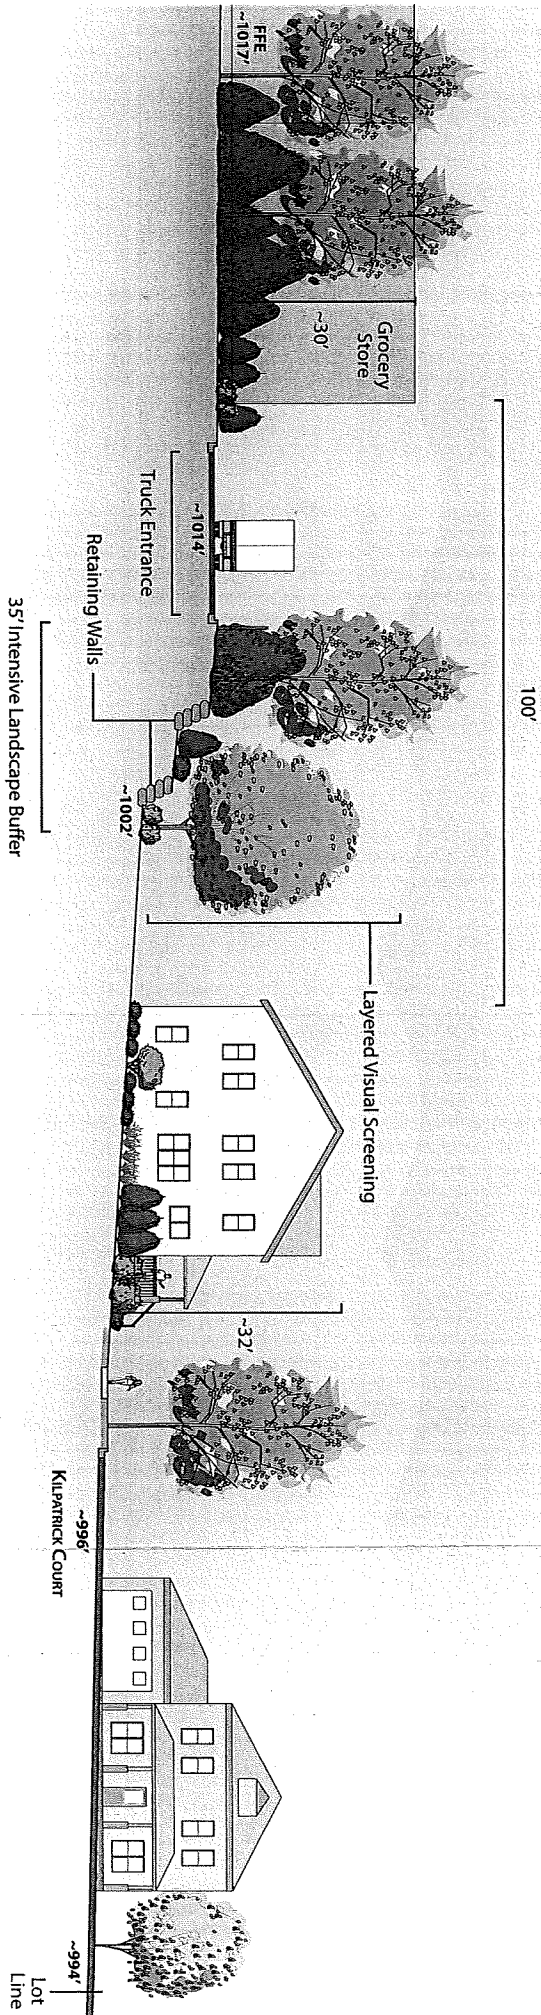 FFE
~1017'
Grocery
Store
~30'
100'
~1014'
Truck Entrance
Retaining Walls
35' Intensive Landscape Buffer
~1002'
Layered Visual Screening
~32'
~996'
KILPATRICK COURT
~994'
Lot
Line